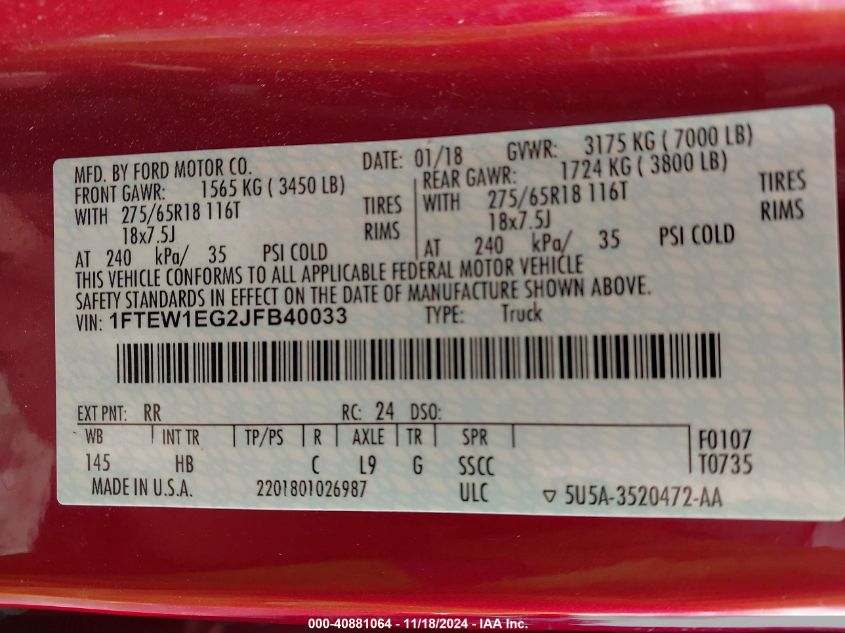 MFD. BY FORD MOTOR CO. DATE: 01/18 GVWR: 3175 KG ( 7000 LB)
FRONT GAWR: 1565 KG ( 3450 LB) REAR GAWR: 1724 KG ( 3800 LB)
WITH 275/65R18 116T TIRES WITH 275/65R18 116T TIRES
18x7.5J RIMS 18x7.5J RIMS
AT 240 kPa/ 35 PSI COLD AT 240 kPa/ 35 PSI COLD
THIS VEHICLE CONFORMS TO ALL APPLICABLE FEDERAL MOTOR VEHICLE
SAFETY STANDARDS IN EFFECT ON THE DATE OF MANUFACTURE SHOWN ABOVE.
VIN: 1FTEW1EG2JFB40033 TYPE: Truck
EXT PNT: RR RC: 24 DSO:
WB INT TR TP/PS R AXLE TR SPR F0107
145 HB C L9 G SSCC T0735
MADE IN U.S.A. 2201801026987 ULC ▽ 5U5A-3520472-AA
000-40881064 - 11/18/2024 - IAA Inc.